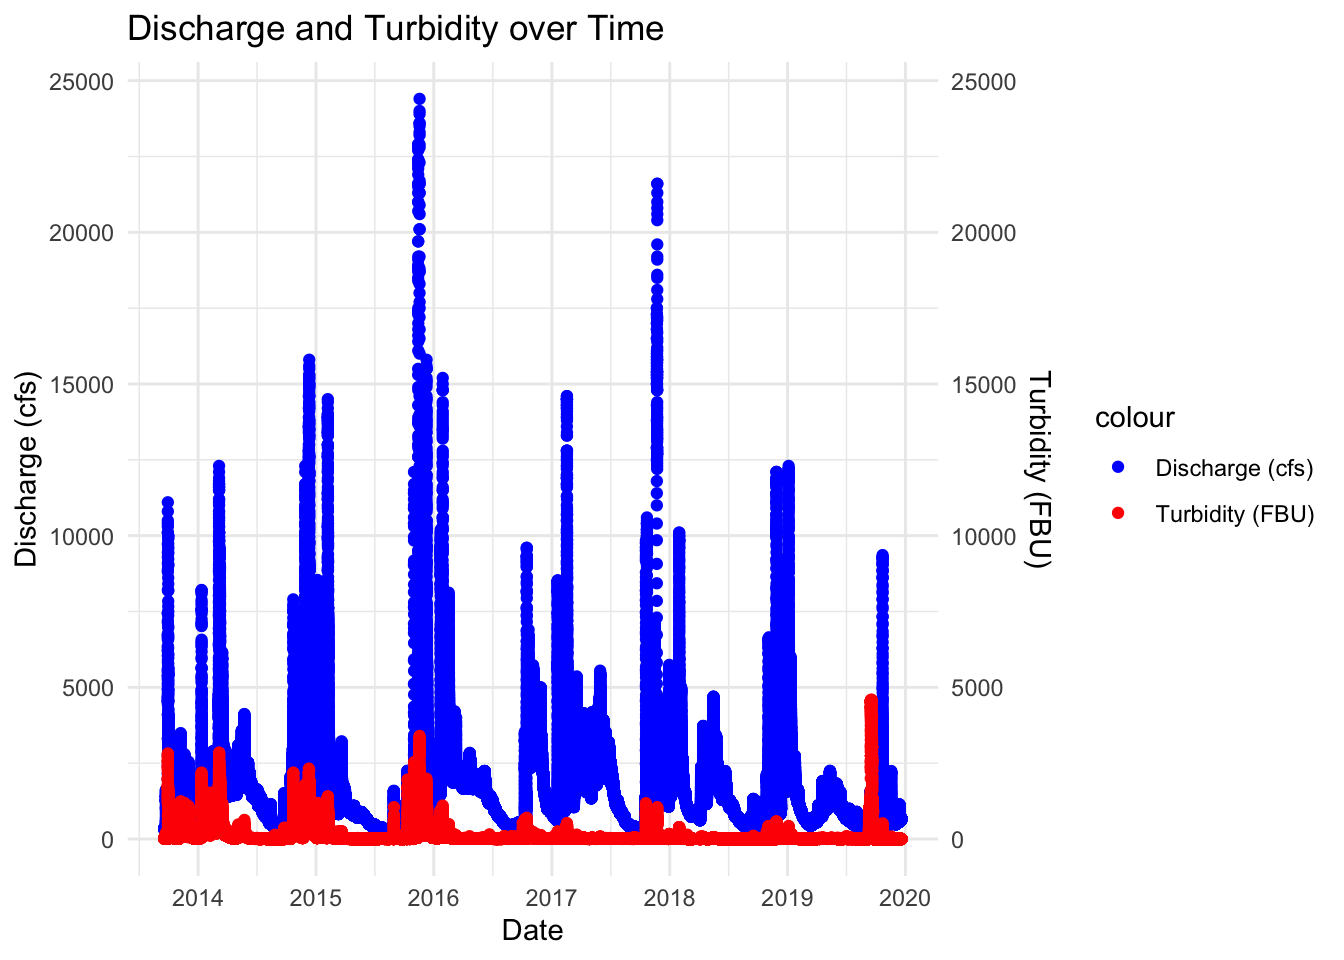 Discharge and Turbidity over Time
25000
20000
15000
10000
5000
0
Discharge (cfs)
25000
20000
15000
10000
5000
0
Turbidity (FBU)
2014 2015 2016 2017 2018 2019 2020
Date
colour
Discharge (cfs)
Turbidity (FBU)